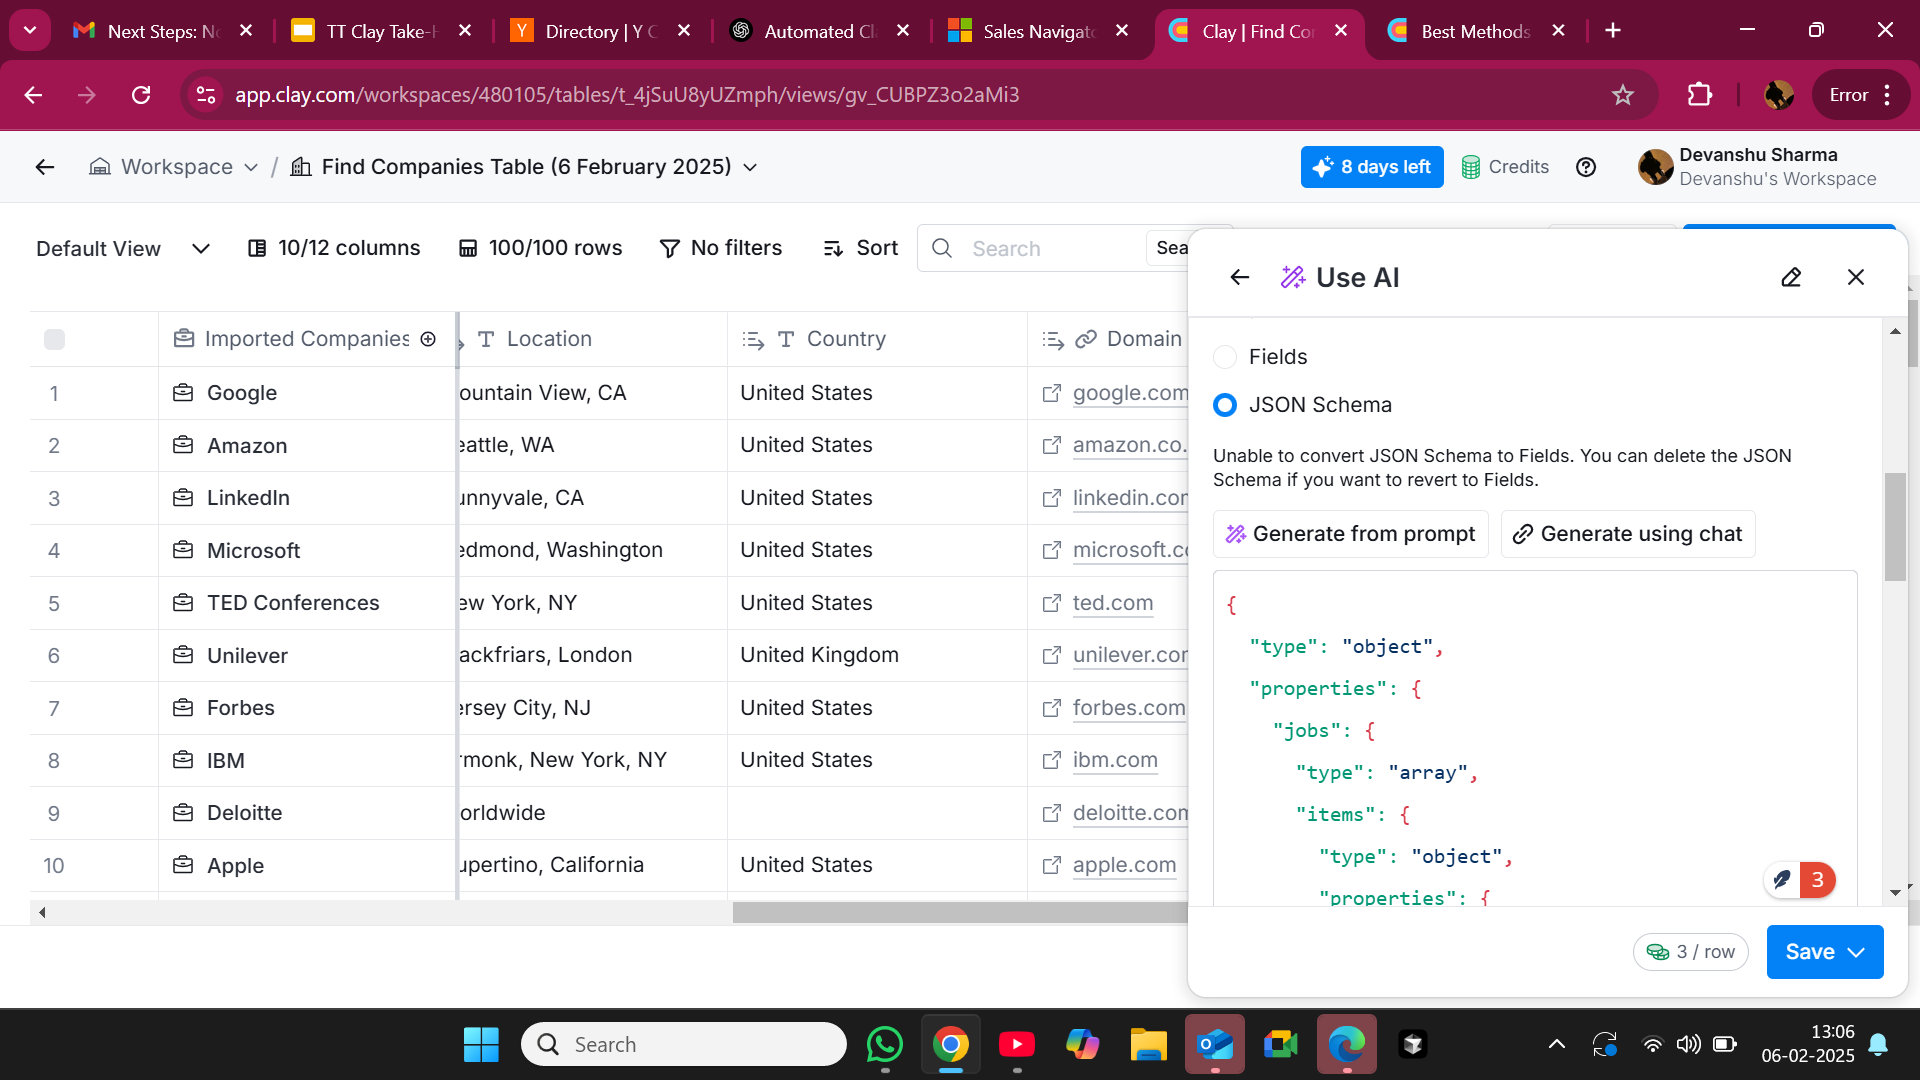 Next Steps: No
TT Clay Take-H
Directory | Y C
Automated Cl
Sales Navigato
Clay | Find Co
Best Methods
app.clay.com/workspaces/480105/tables/t_4jSuU8yUZmph/views/gv_CUBPZ3o2aMi3
Error
Workspace / Find Companies Table (6 February 2025)
8 days left
Credits
Devanshu Sharma
Devanshu's Workspace
Default View
10/12 columns
100/100 rows
No filters
Sort
Search
Sea
Imported Companies Location Country Domain
1 Google ountain View, CA United States google.com
2 Amazon eattle, WA United States amazon.co.
3 LinkedIn unnyvale, CA United States linkedin.com
4 Microsoft edmond, Washington United States microsoft.co
5 TED Conferences ew York, NY United States ted.com
6 Unilever ackfriars, London United Kingdom unilever.com
7 Forbes ersey City, NJ United States forbes.com
8 IBM rmonk, New York, NY United States ibm.com
9 Deloitte orldwide deloitte.com
10 Apple upertino, California United States apple.com
Use AI
Fields
JSON Schema
Unable to convert JSON Schema to Fields. You can delete the JSON
Schema if you want to revert to Fields.
Generate from prompt
Generate using chat
{
"type": "object",
"properties": {
"jobs": {
"type": "array",
"items": {
"type": "object",
"properties": {
3
3 / row
Save
Search
13:06
06-02-2025